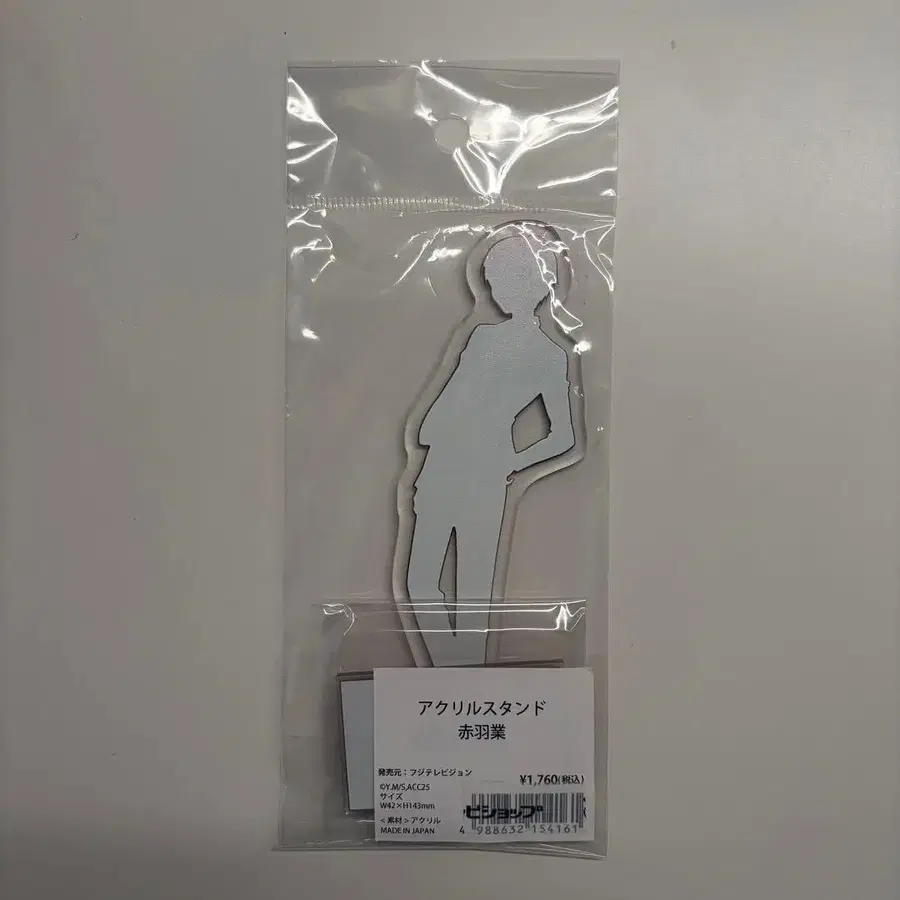 アクリルスタンド
赤羽業
発売元：フジテレビジョン
¥1,760(税込)
©Y.M/S,ACC25
サイズ
W42×H143mm
<素材>アクリル
MADE IN JAPAN
ビショップ
4 988632 154161